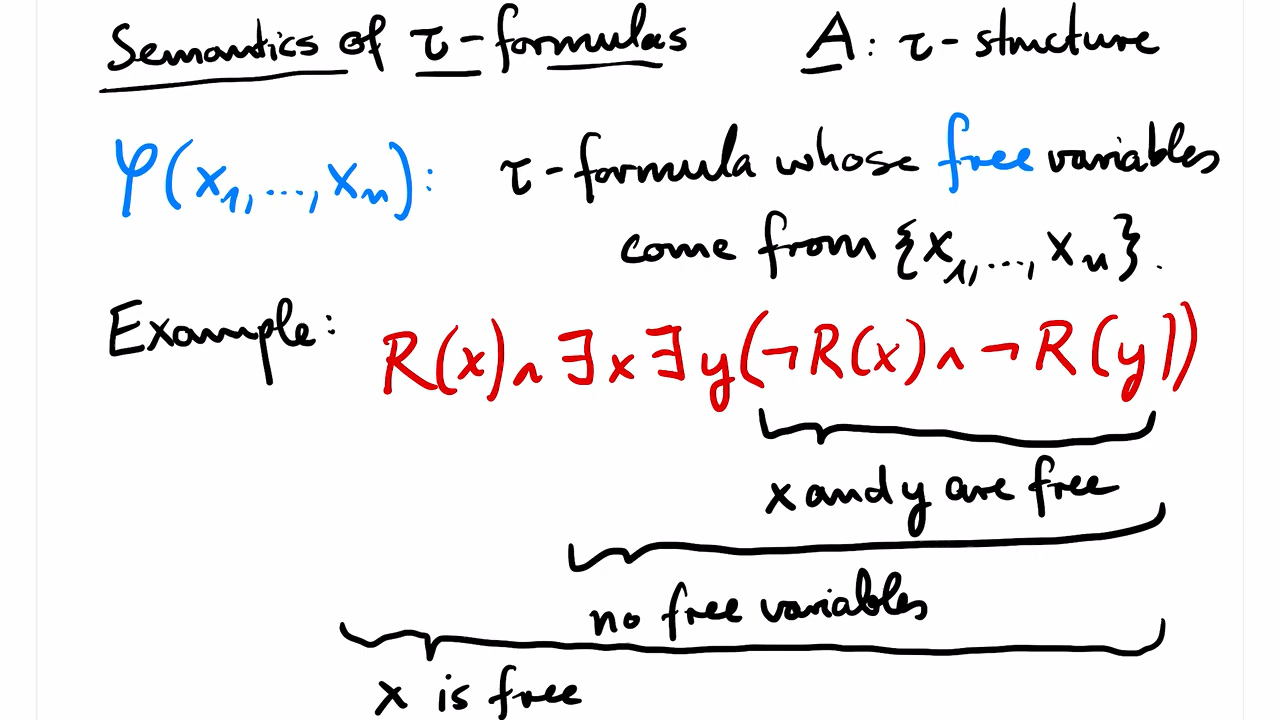 Semantics of τ-formulas A: τ-structure
φ(x₁,...,xₙ): τ-formula whose free variables
come from {x₁,...,xₙ}.
Example: R(x)∧∃x∃y(¬R(x)∧¬R(y))
x and y are free
no free variables
x is free